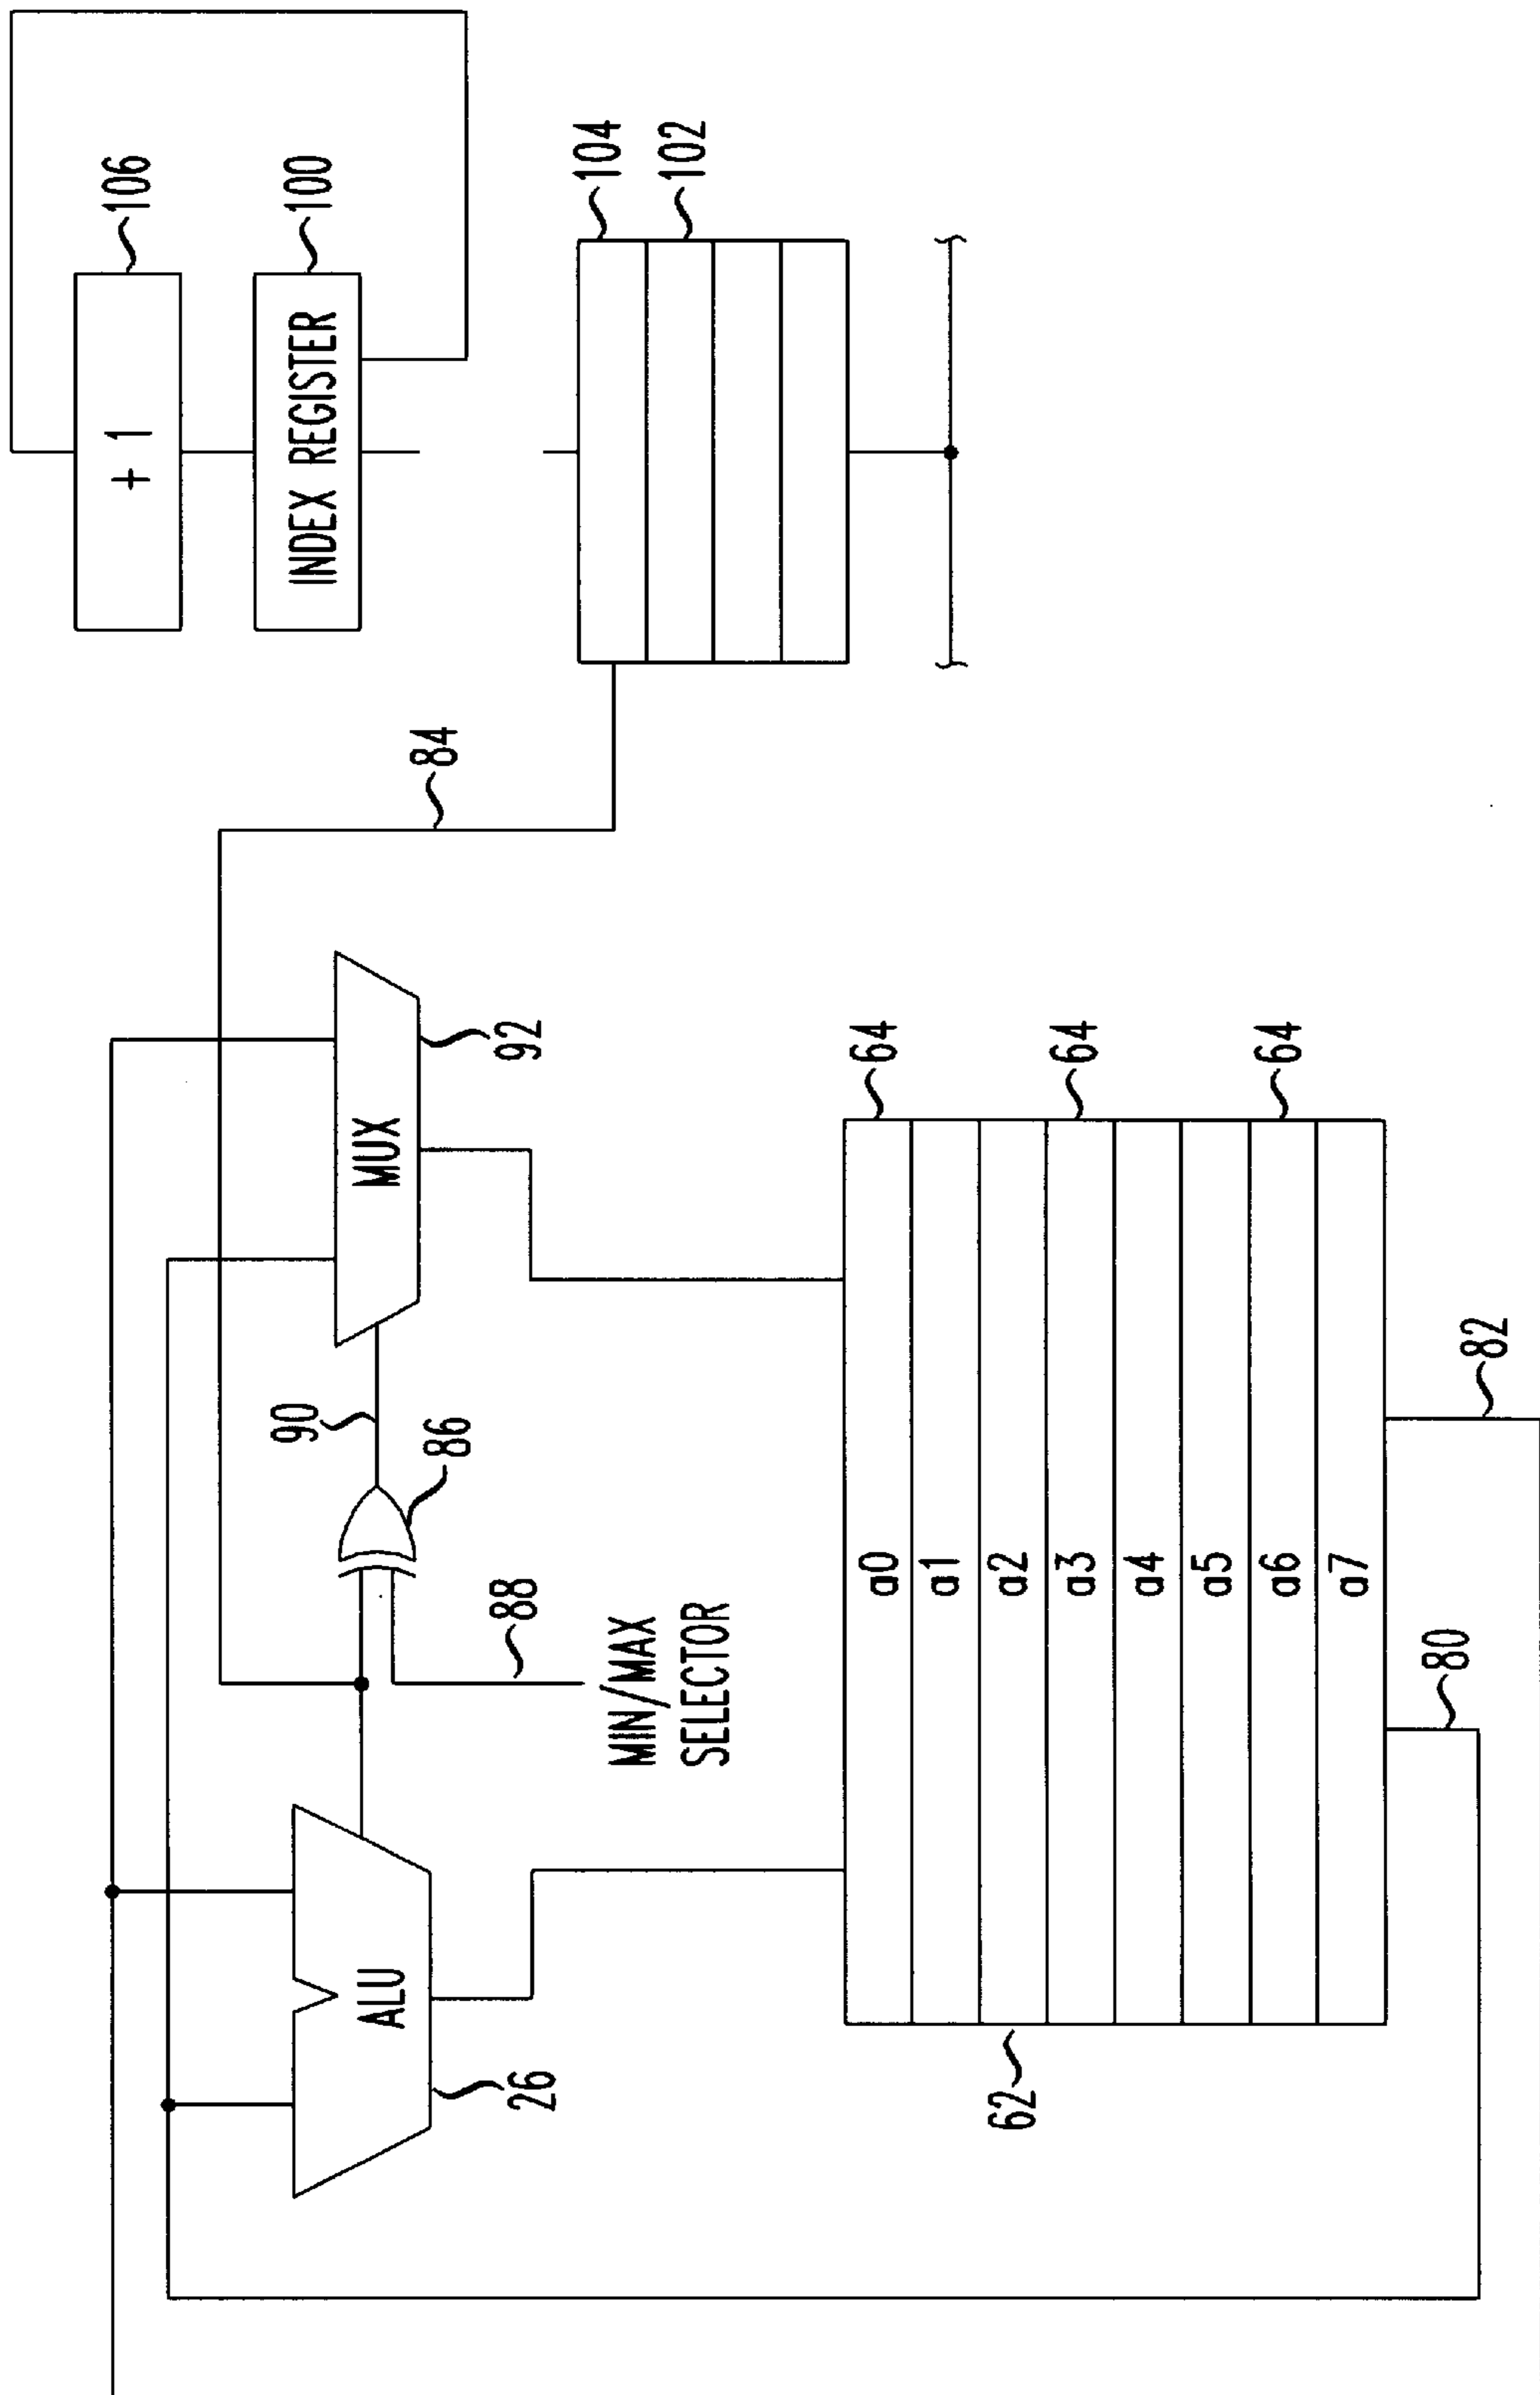 + 1
106
INDEX REGISTER
100
104
102
84
MUX
92
90
86
88
MIN/MAX
SELECTOR
ALU
26
62
64
64
64
a0
a1
a2
a3
a4
a5
a6
a7
80
82